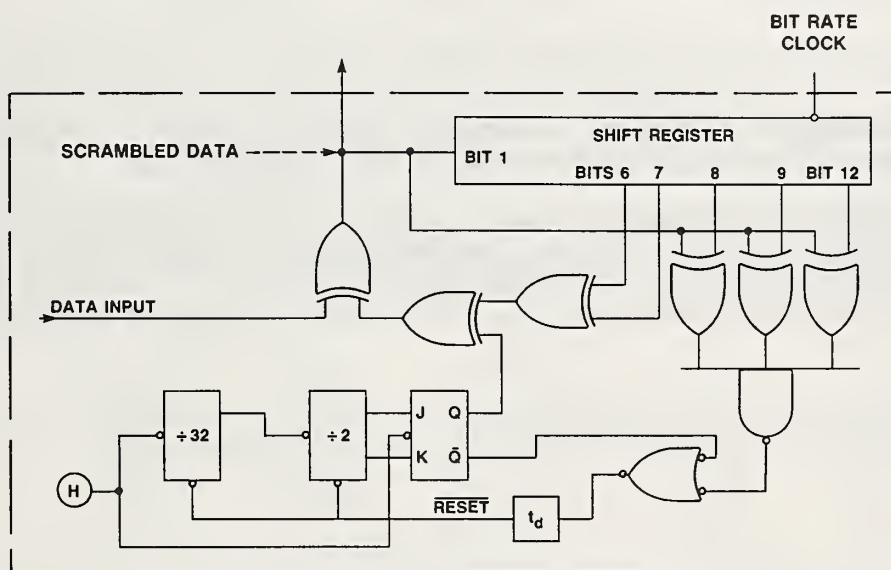 BIT RATE
CLOCK
SHIFT REGISTER
SCRAMBLED DATA
BIT 1
BITS 6 7 8 9 BIT 12
DATA INPUT
÷32
÷2
J Q
K Q̄
H
R̅E̅S̅E̅T̅
t_d